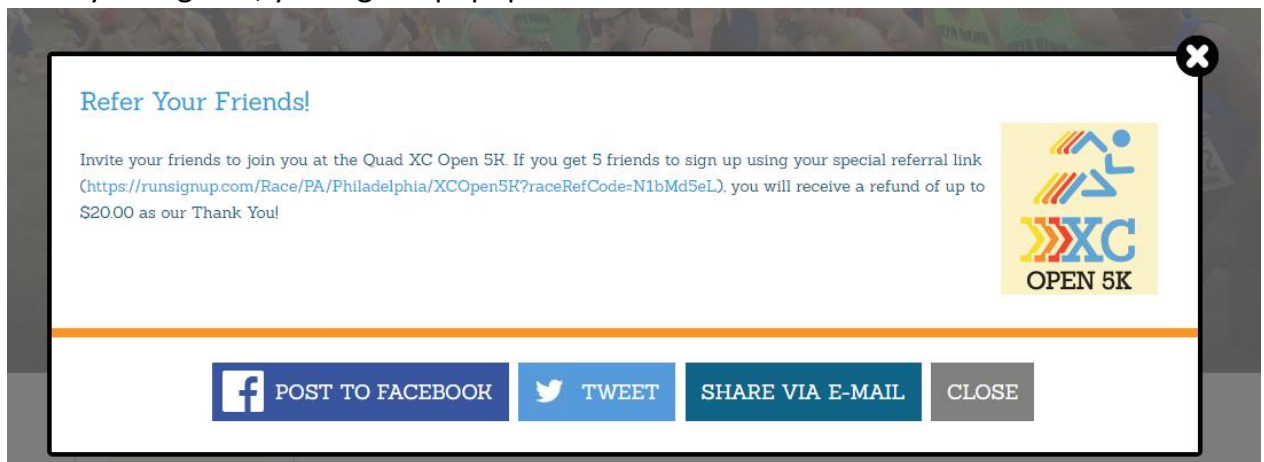 Refer Your Friends!
Invite your friends to join you at the Quad XC Open 5K. If you get 5 friends to sign up using your special referral link
(https://runsignup.com/Race/PA/Philadelphia/XCOpen5K?raceRefCode=N1bMd5eL), you will receive a refund of up to
$20.00 as our Thank You!
XC
OPEN 5K
POST TO FACEBOOK
TWEET
SHARE VIA E-MAIL
CLOSE